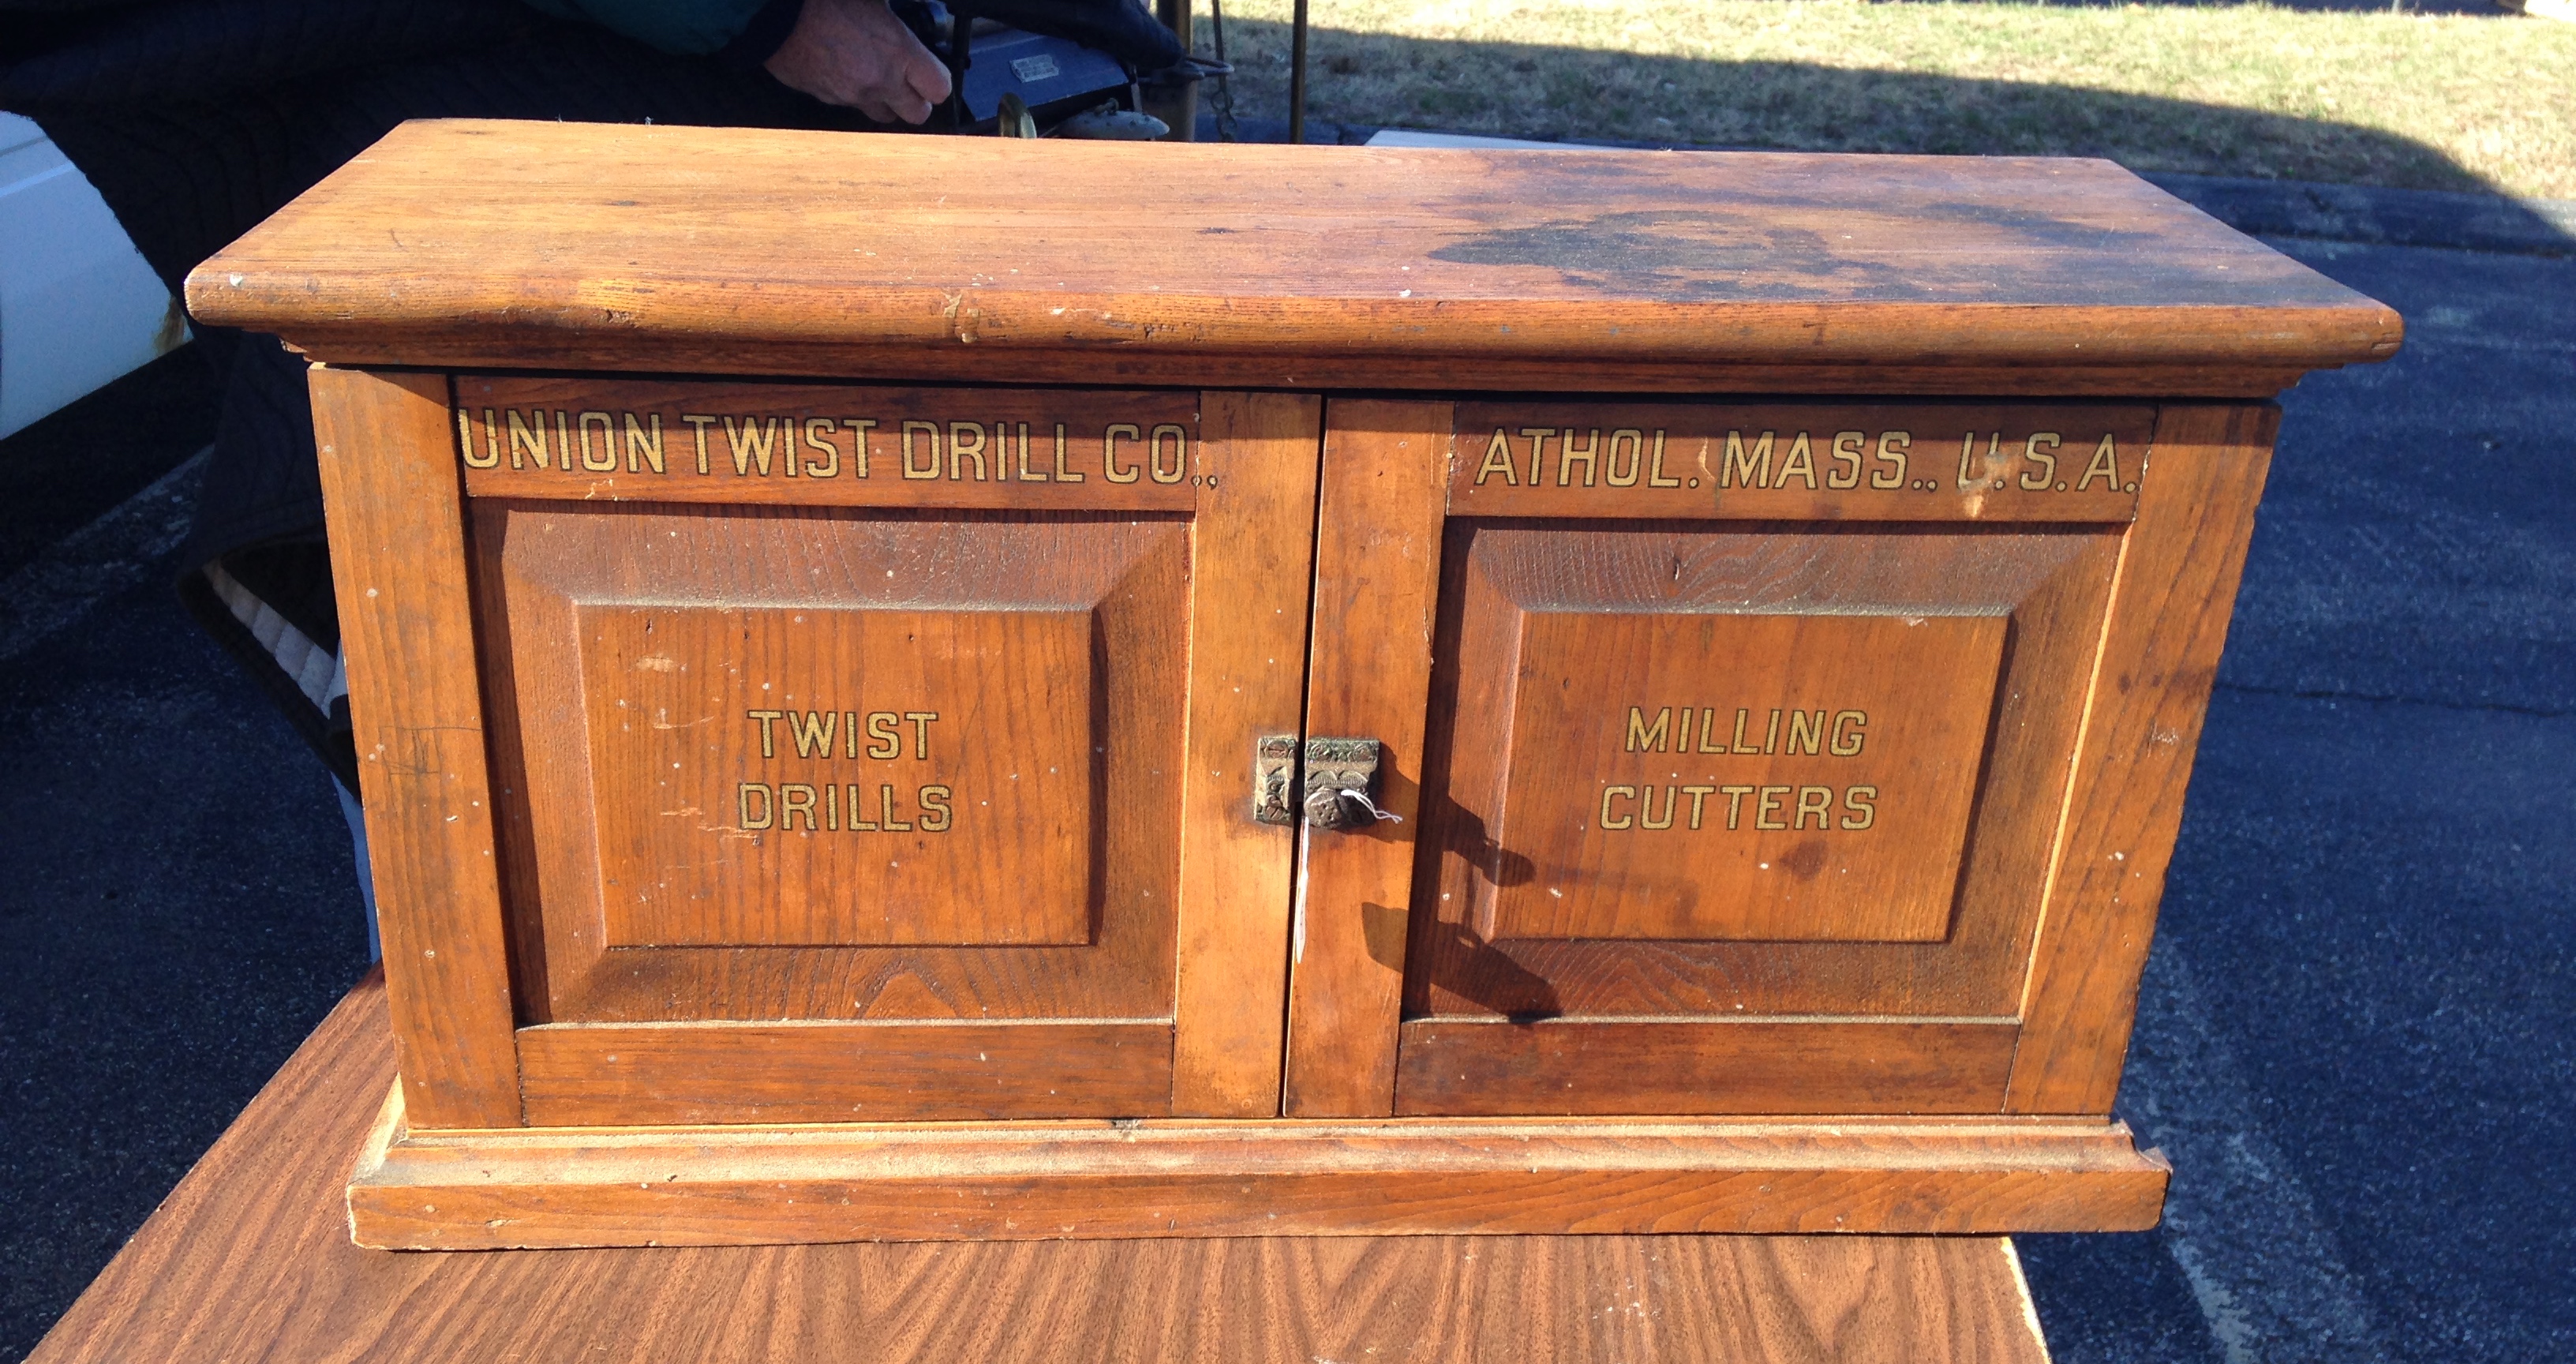 UNION TWIST DRILL CO., ATHOL. MASS., U.S.A.
TWIST
DRILLS
MILLING
CUTTERS